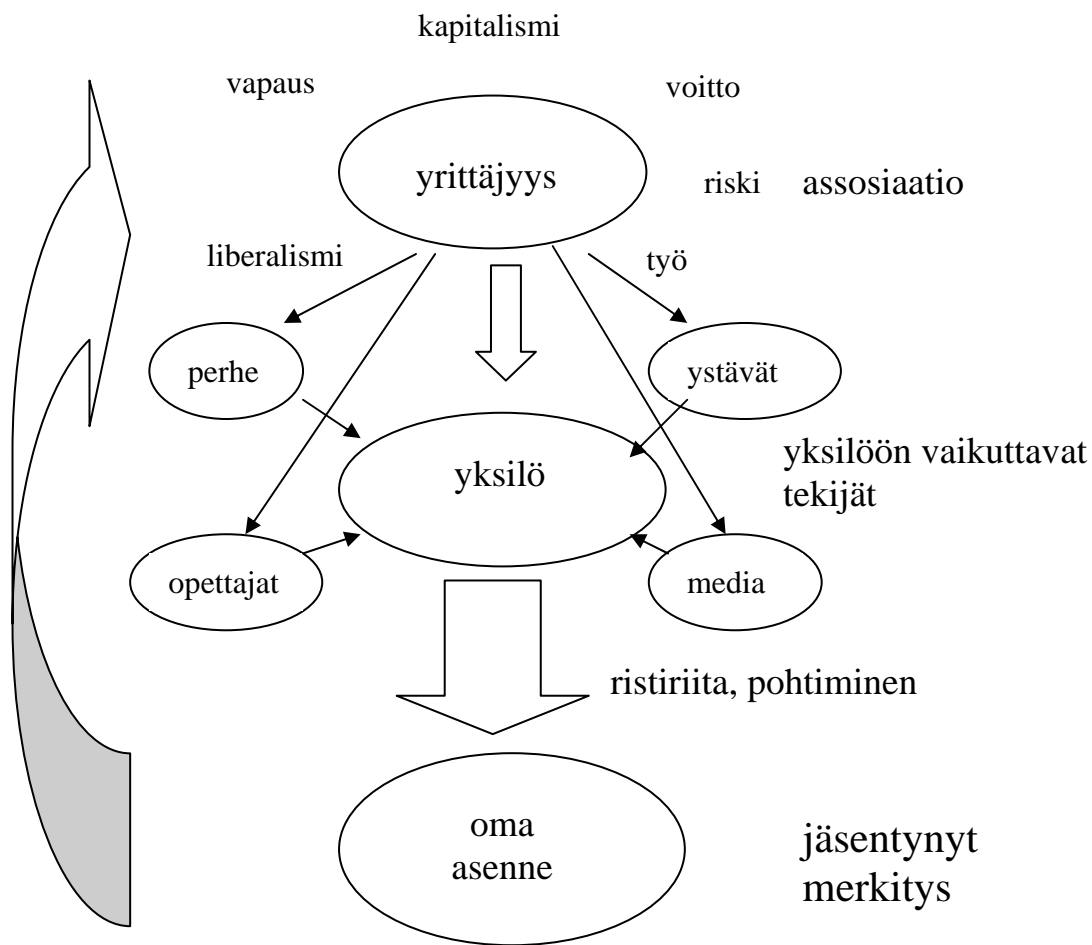 kapitalismi
vapaus
voitto
yrittäjyys
riski
assosiaatio
liberalismi
työ
perhe
ystävät
yksilöön vaikuttavat
tekijät
yksilö
opettajat
media
ristiriita, pohtiminen
oma
asenne
jäsentynyt
merkitys